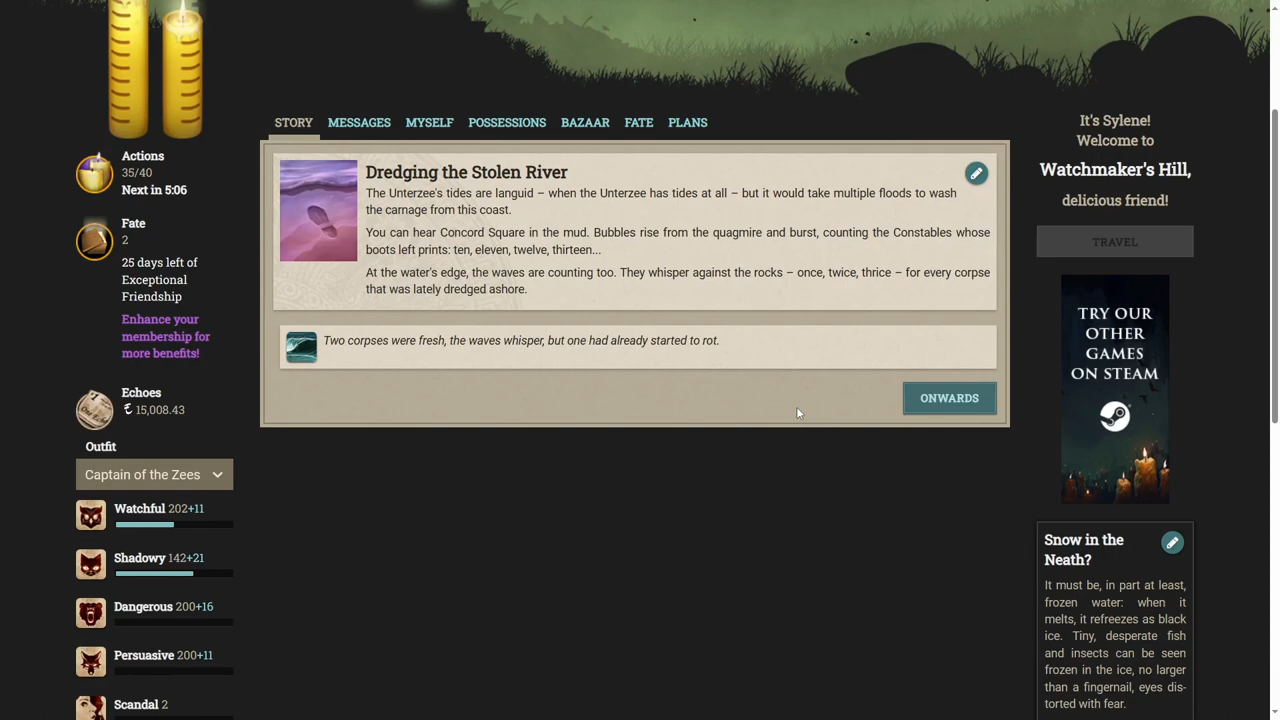 STORY MESSAGES MYSELF POSSESSIONS BAZAAR FATE PLANS
Actions
35/40
Next in 5:06
Fate
2
25 days left of
Exceptional
Friendship
Enhance your
membership for
more benefits!
Echoes
15,008.43
Outfit
Captain of the Zees
Watchful 202+11
Shadowy 142+21
Dangerous 200+16
Persuasive 200+11
Scandal 2
Dredging the Stolen River
The Unterzee's tides are languid – when the Unterzee has tides at all – but it would take multiple floods to wash
the carnage from this coast.
You can hear Concord Square in the mud. Bubbles rise from the quagmire and burst, counting the Constables whose
boots left prints: ten, eleven, twelve, thirteen...
At the water's edge, the waves are counting too. They whisper against the rocks – once, twice, thrice – for every corpse
that was lately dredged ashore.
Two corpses were fresh, the waves whisper, but one had already started to rot.
ONWARDS
It's Sylene!
Welcome to
Watchmaker's Hill,
delicious friend!
TRAVEL
TRY OUR
OTHER
GAMES
ON STEAM
Snow in the
Neath?
It must be, in part at least,
frozen water: when it
melts, it refreezes as black
ice. Tiny, desperate fish
and insects can be seen
frozen in the ice, no larger
than a fingernail, eyes dis-
torted with fear.